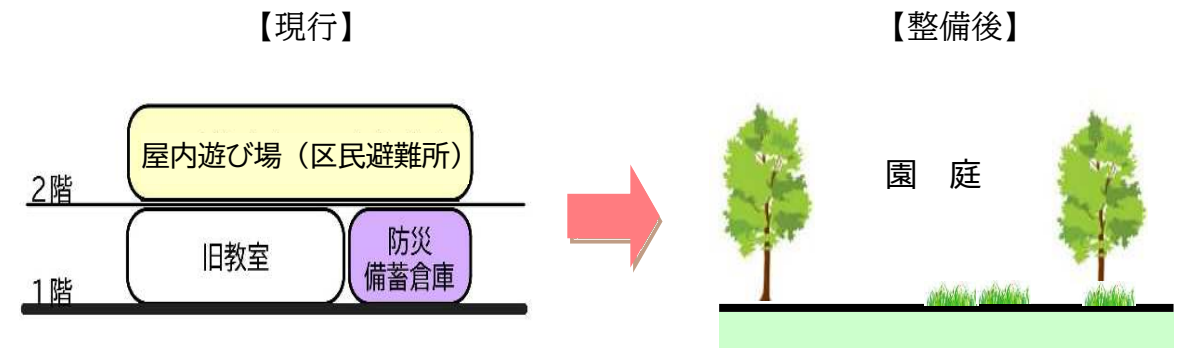 【現行】
【整備後】
屋内遊び場（区民避難所）
2階
旧教室
防災
備蓄倉庫
1階
園　庭